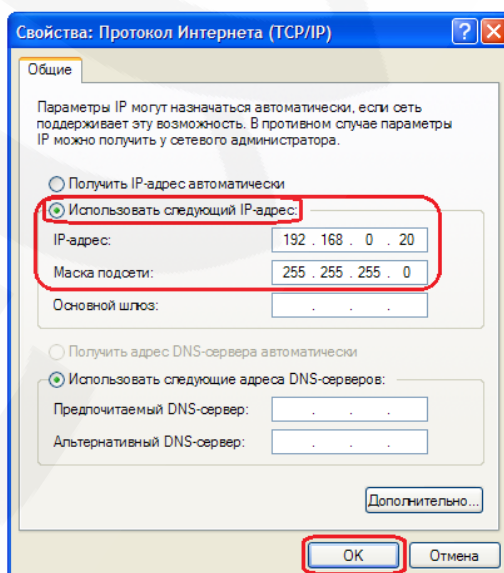 Свойства: Протокол Интернета (TCP/IP)
Общие
Параметры IP могут назначаться автоматически, если сеть
поддерживает эту возможность. В противном случае параметры
IP можно получить у сетевого администратора.
Получить IP-адрес автоматически
Использовать следующий IP-адрес:
IP-адрес: 192 . 168 . 0 . 20
Маска подсети: 255 . 255 . 255 . 0
Основной шлюз: . . .
Получить адрес DNS-сервера автоматически
Использовать следующие адреса DNS-серверов:
Предпочитаемый DNS-сервер: . . .
Альтернативный DNS-сервер: . . .
Дополнительно...
ОК Отмена